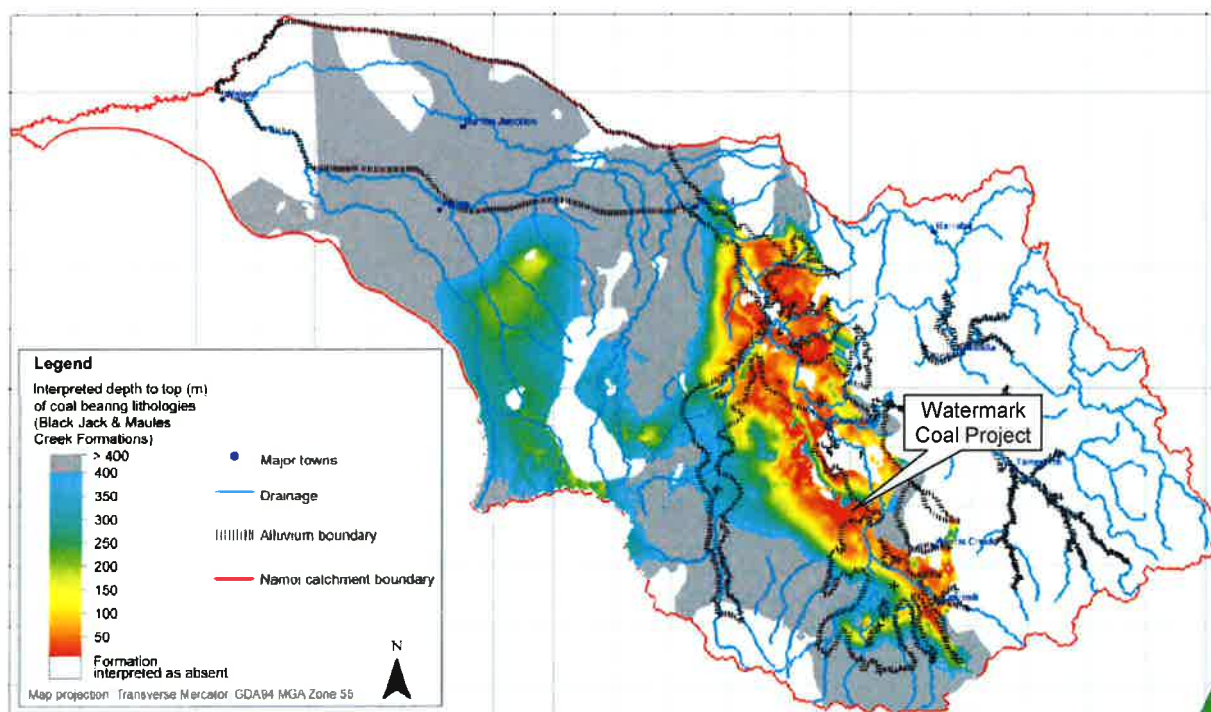 Junction
Watermark
Coal Project
Legend
Interpreted depth to top (m)
of coal bearing lithologies
(Black Jack & Maules
Creek Formations)
> 400
400
350
300
250
200
150
100
50
Formation
interpreted as absent
Major towns
Drainage
Alluvium boundary
Namoi catchment boundary
N
Map projection Transverse Mercator GDA94 MGA Zone 55